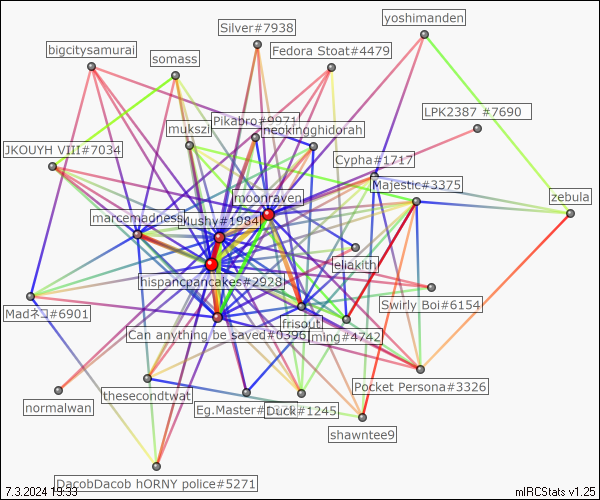 yoshimanden
Silver#7938
bigcitysamurai
Fedora Stoat#4479
somass
LPK2387 #7690
Pikabro#9971
mukszi
neokingghidorah
JKOUYH VIII#7034
Cypha#1717
Majestic#3375
zebula
moonraven
marcemadness
Mushy#1984
eliakith
hispancpancakes#2928
Swirly Boi#6154
Madネコ#6901
frisout
Can anything be saved#0396
ming#4742
Pocket Persona#3326
thesecondtwat
normalwan
Eg.Master#
Duck#1245
shawntee9
DacobDacob hORNY police#5271
7.3.2024 19:33
mIRCStats v1.25